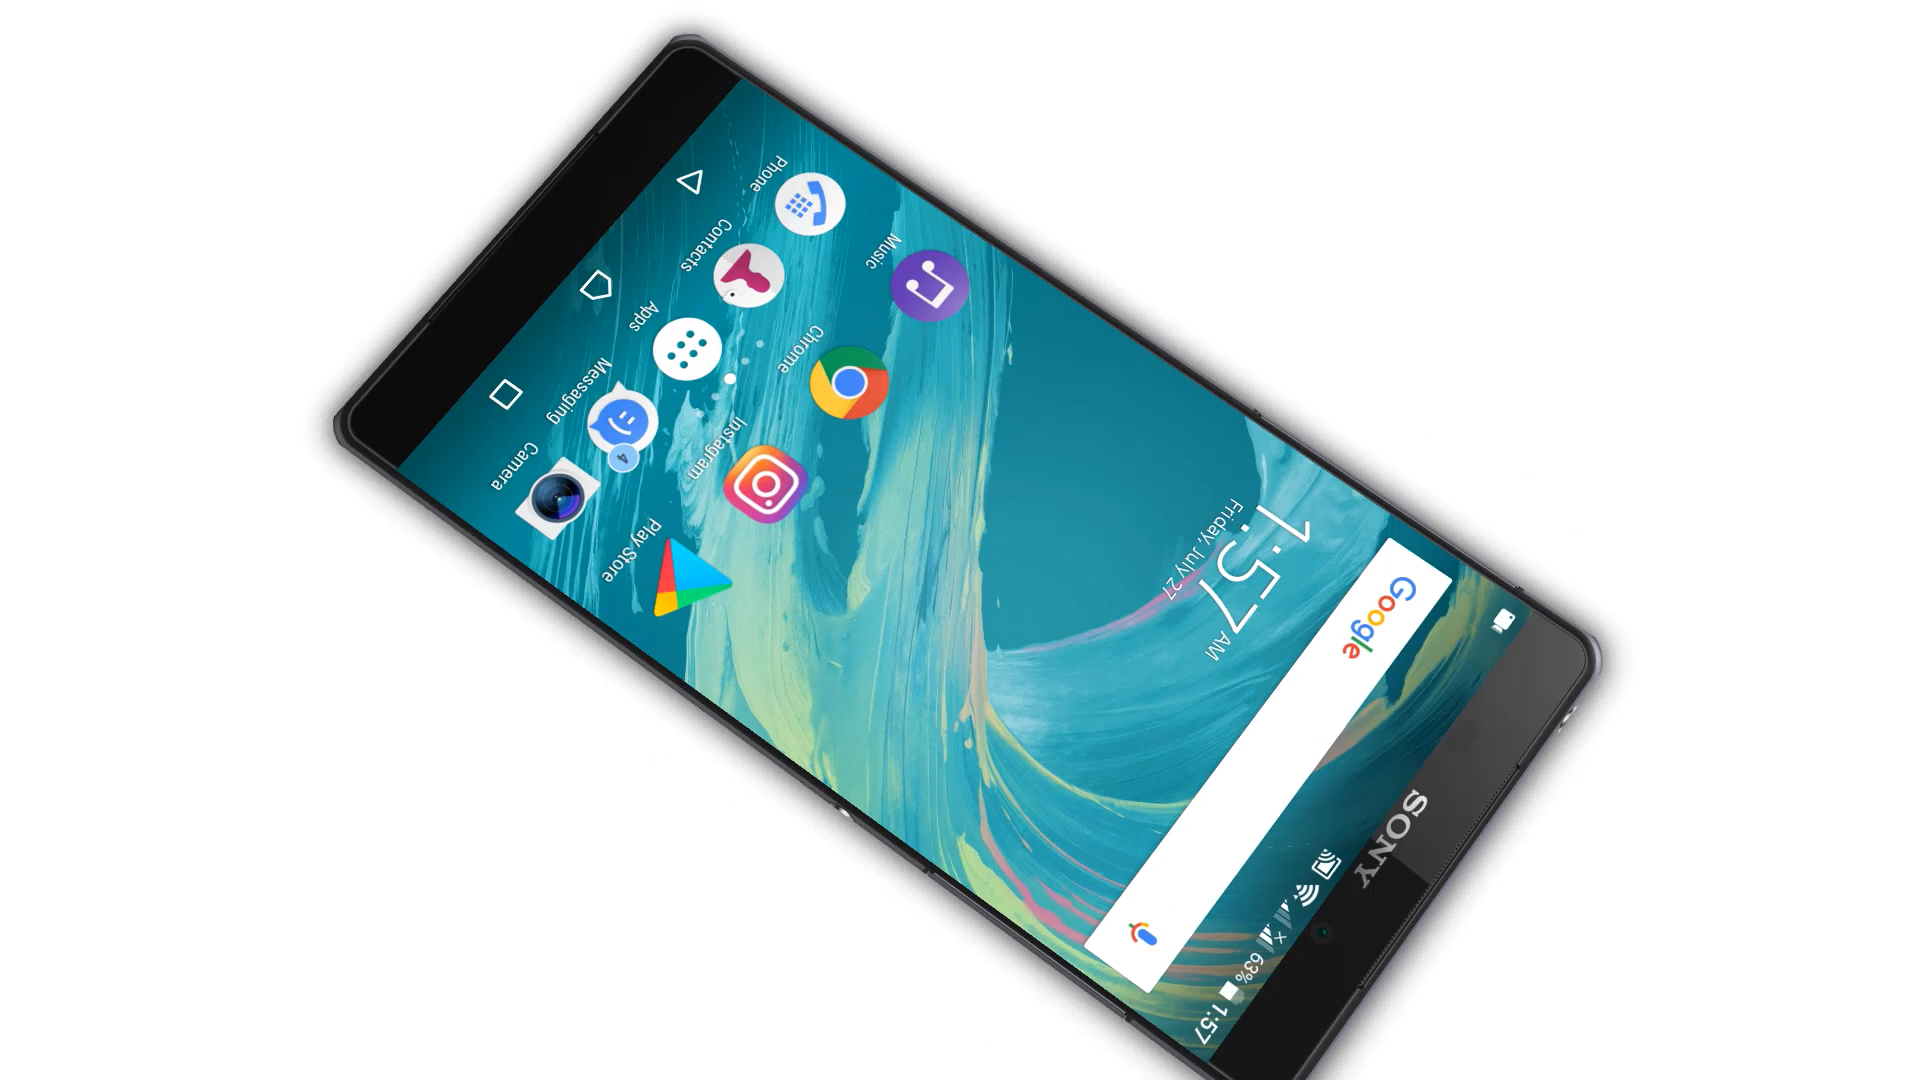 SONY
63% 1:57
Google
1:57 AM
Friday, July 27
Music
Chrome
Instagram
Play Store
Phone
Contacts
Apps
Messaging
4
Camera